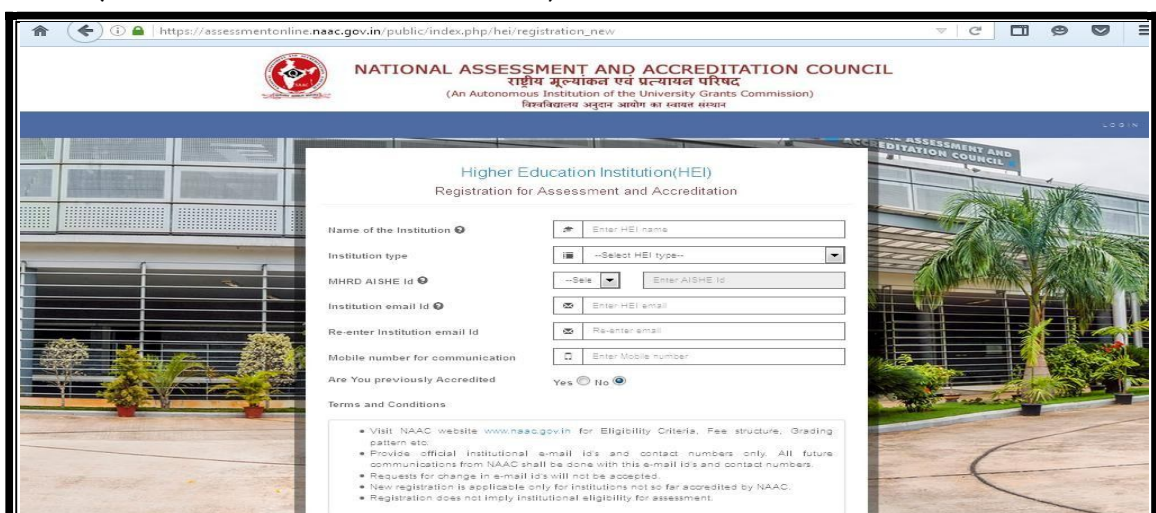 https://assessmentonline.naac.gov.in/public/index.php/hei/registration_new
NATIONAL ASSESSMENT AND ACCREDITATION COUNCIL
राष्ट्रीय मूल्यांकन एवं प्रत्यायन परिषद
(An Autonomous Institution of the University Grants Commission)
विश्वविद्यालय अनुदान आयोग का स्वायत्त संस्थान
LOGIN
ASSESSMENT AND
ACCREDITATION COUNCIL
Higher Education Institution(HEI)
Registration for Assessment and Accreditation
Name of the Institution Enter HEI name
Institution type --Select HEI type--
MHRD AISHE Id --Sele Enter AISHE Id
Institution email Id Enter HEI email
Re-enter Institution email Id Re-enter email
Mobile number for communication Enter Mobile number
Are You previously Accredited Yes No
Terms and Conditions
• Visit NAAC website www.naac.gov.in for Eligibility Criteria, Fee structure, Grading
pattern etc.
• Provide official institutional e-mail id's and contact numbers only. All future
communications from NAAC shall be done with this e-mail id's and contact numbers.
• Requests for change in e-mail id's will not be accepted.
• New registration is applicable only for institutions not so far accredited by NAAC.
• Registration does not imply institutional eligibility for assessment.